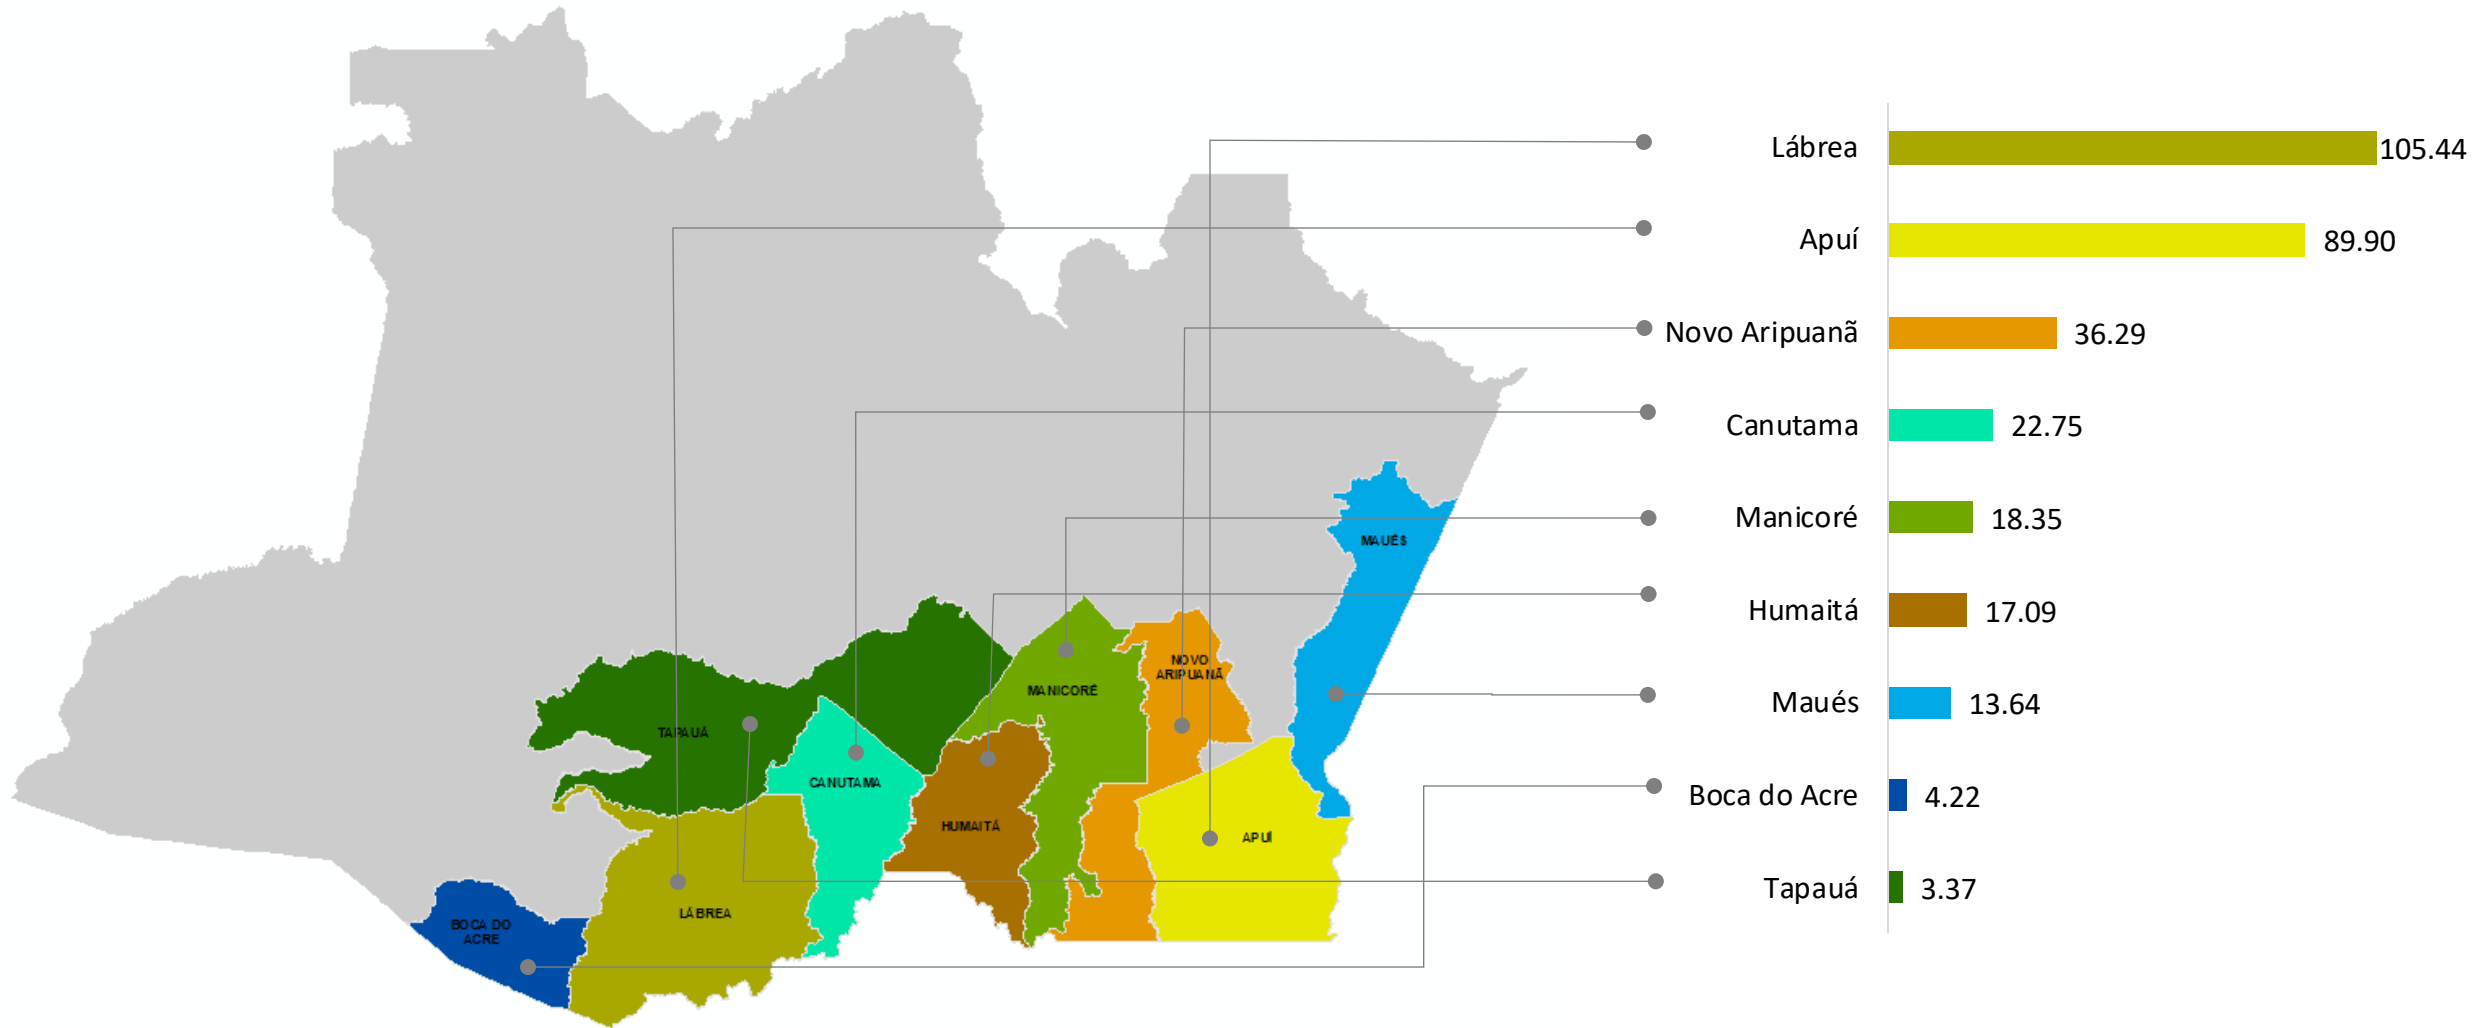 Lábrea
105.44
Apuí
89.90
Novo Aripuanã
36.29
Canutama
22.75
Manicoré
18.35
Humaitá
17.09
Maués
13.64
Boca do Acre
4.22
Tapauá
3.37
MAUÉS
NOVO
ARIPUANÃ
MANICORÉ
TAPAUÁ
CANUTAMA
HUMAITÁ
APUÍ
LÁBREA
BOCA DO
ACRE